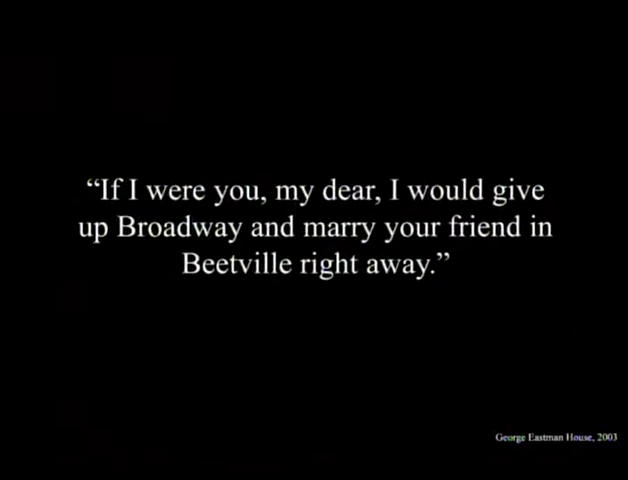 “If I were you, my dear, I would give
up Broadway and marry your friend in
Beetville right away.”
George Eastman House, 2003